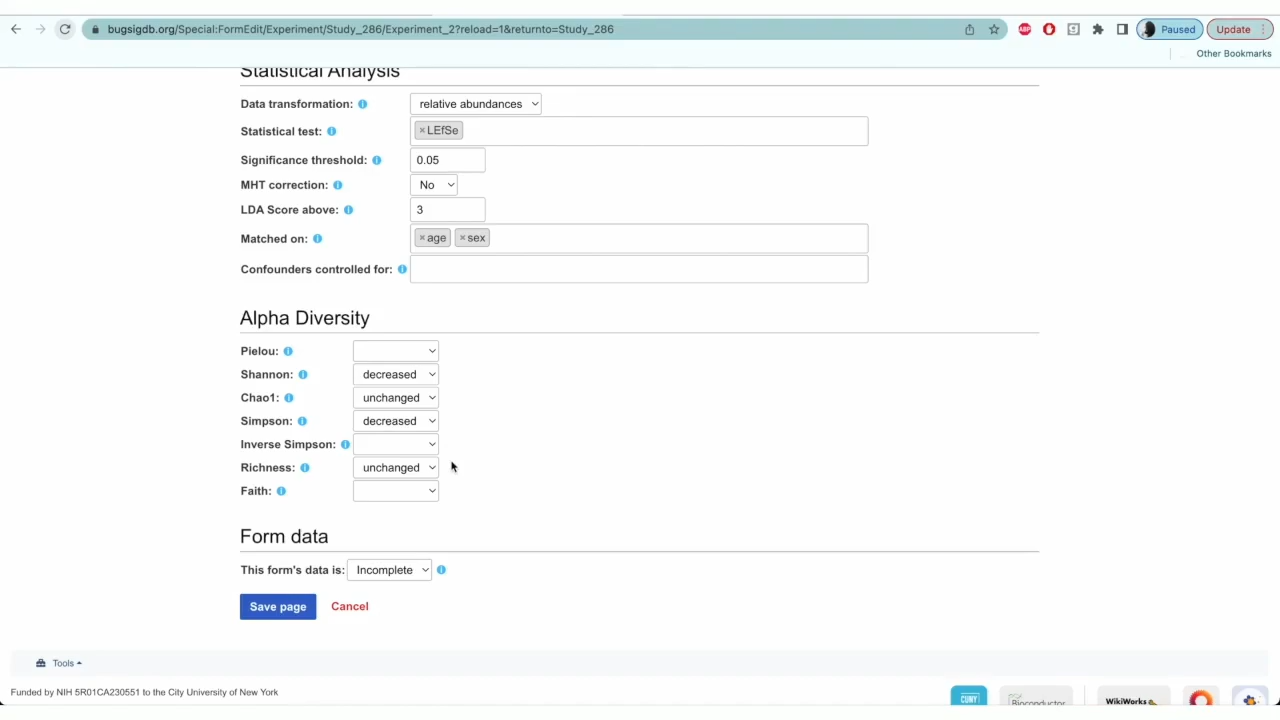 bugsigdb.org/Special:FormEdit/Experiment/Study_286/Experiment_2?reload=1&returnto=Study_286
ABP
Paused
Update
Other Bookmarks
Statistical Analysis
Data transformation: relative abundances
Statistical test: × LEfSe
Significance threshold: 0.05
MHT correction: No
LDA Score above: 3
Matched on: × age × sex
Confounders controlled for:
Alpha Diversity
Pielou:
Shannon: decreased
Chao1: unchanged
Simpson: decreased
Inverse Simpson:
Richness: unchanged
Faith:
Form data
This form's data is: Incomplete
Save page Cancel
Tools
Funded by NIH 5R01CA230551 to the City University of New York
CUNY
Bioconductor
WikiWorks